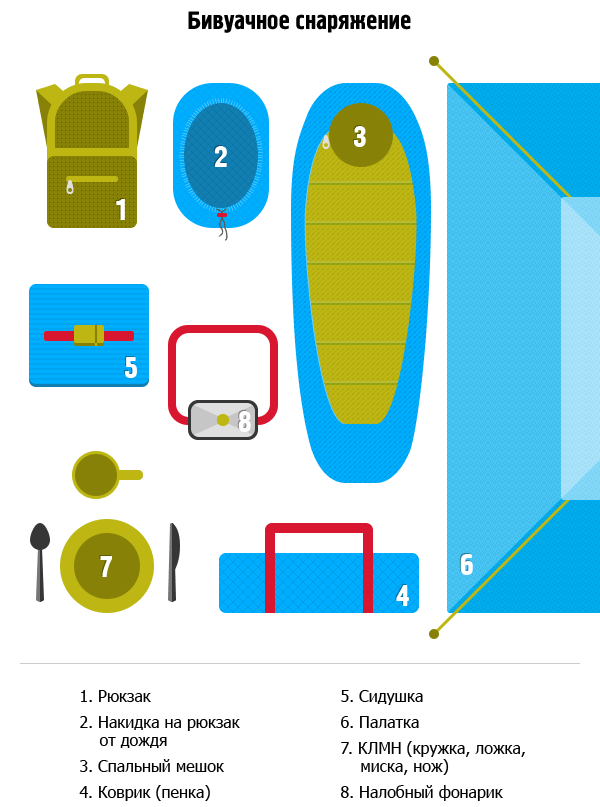 Бивуачное снаряжение
1
2
3
5
8
7
4
6
1. Рюкзак
2. Накидка на рюкзак
от дождя
3. Спальный мешок
4. Коврик (пенка)
5. Сидушка
6. Палатка
7. КЛМН (кружка, ложка,
миска, нож)
8. Налобный фонарик